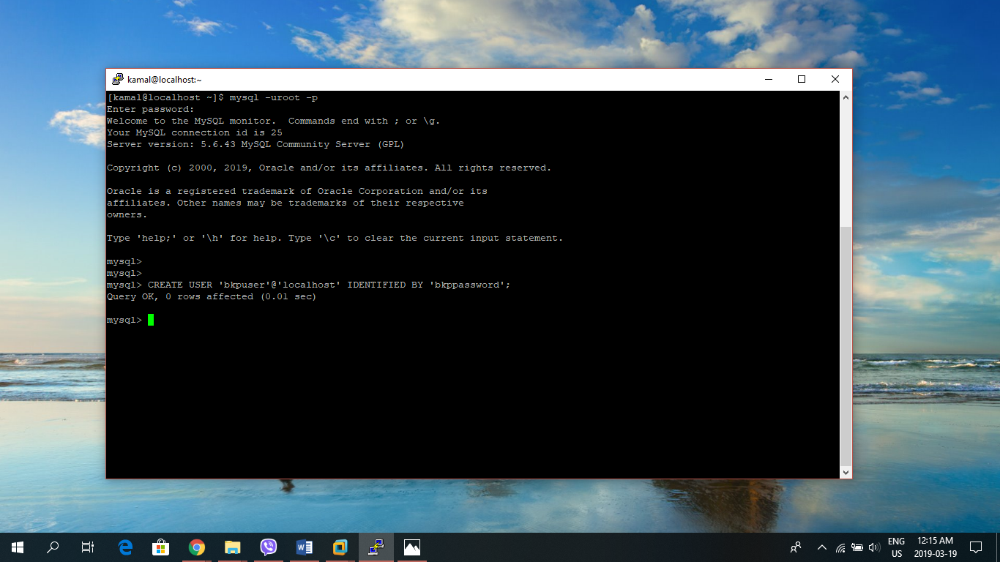 kamal@localhost:~
[kamal@localhost ~]$ mysql -uroot -p
Enter password:
Welcome to the MySQL monitor.  Commands end with ; or \g.
Your MySQL connection id is 25
Server version: 5.6.43 MySQL Community Server (GPL)
Copyright (c) 2000, 2019, Oracle and/or its affiliates. All rights reserved.
Oracle is a registered trademark of Oracle Corporation and/or its
affiliates. Other names may be trademarks of their respective
owners.
Type 'help;' or '\h' for help. Type '\c' to clear the current input statement.
mysql>
mysql>
mysql> CREATE USER 'bkpuser'@'localhost' IDENTIFIED BY 'bkppassword';
Query OK, 0 rows affected (0.01 sec)
mysql>
ENG 12:15 AM
US 2019-03-19